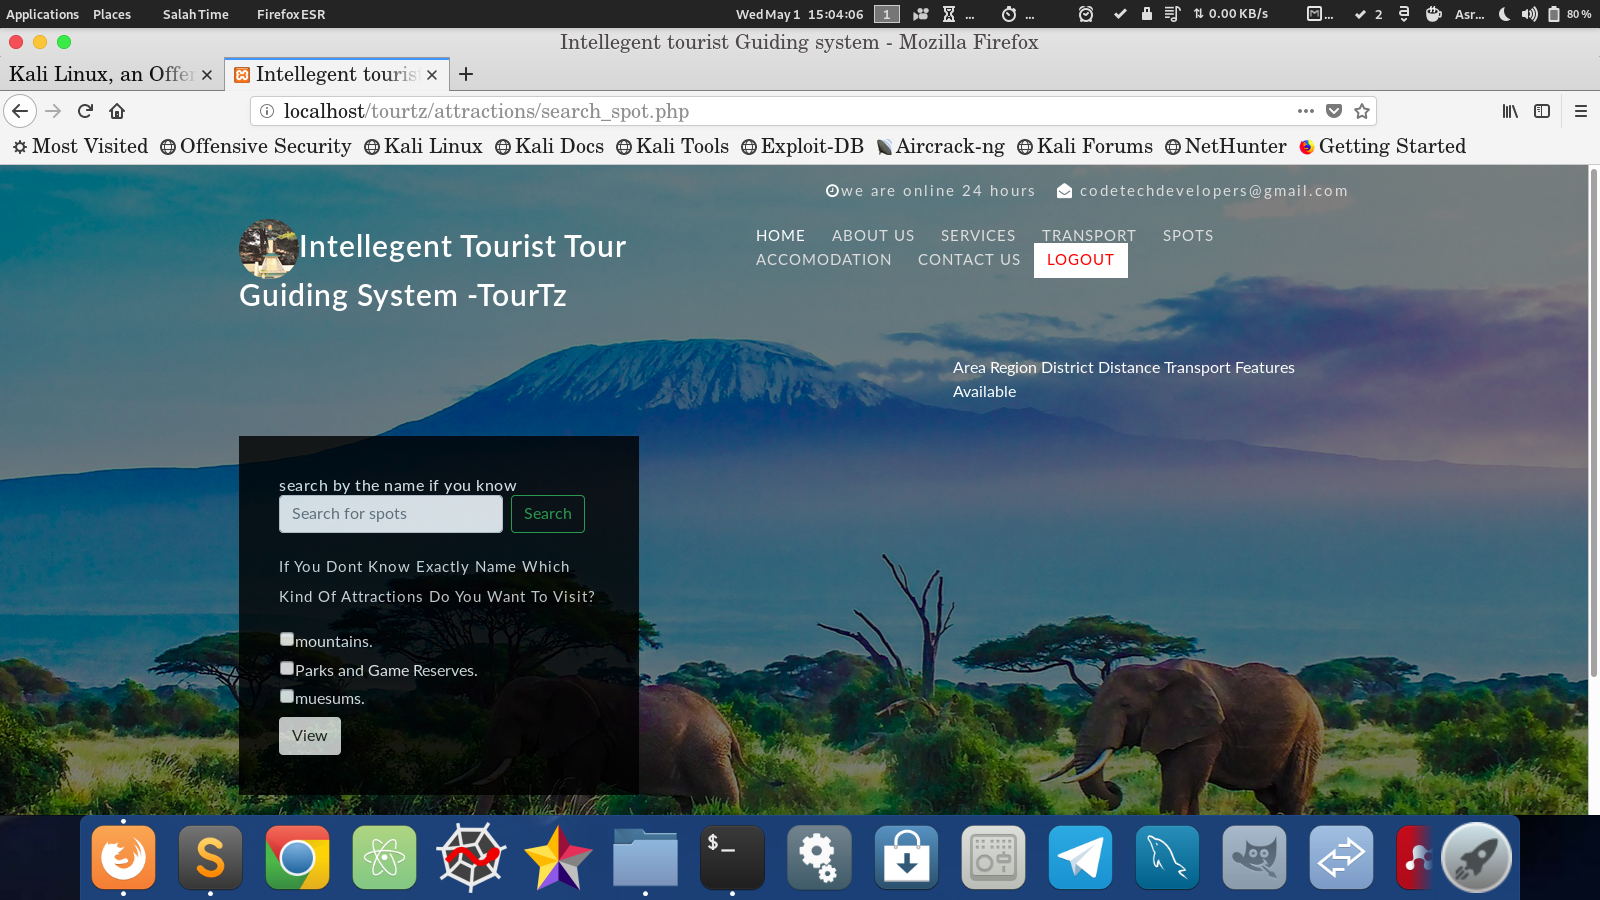 Applications Places Salah Time Firefox ESR Wed May 1 15:04:06 1 ... ... 0.00 KB/s ... 2 Asr... 80 %
Intellegent tourist Guiding system - Mozilla Firefox
Kali Linux, an Offe Intellegent touris
localhost/tourtz/attractions/search_spot.php
Most Visited Offensive Security Kali Linux Kali Docs Kali Tools Exploit-DB Aircrack-ng Kali Forums NetHunter Getting Started
we are online 24 hours codetechdevelopers@gmail.com
Intellegent Tourist Tour
Guiding System -TourTz
HOME ABOUT US SERVICES TRANSPORT SPOTS
ACCOMODATION CONTACT US LOGOUT
Area Region District Distance Transport Features
Available
search by the name if you know
Search for spots Search
If You Dont Know Exactly Name Which
Kind Of Attractions Do You Want To Visit?
mountains.
Parks and Game Reserves.
muesums.
View
S $_